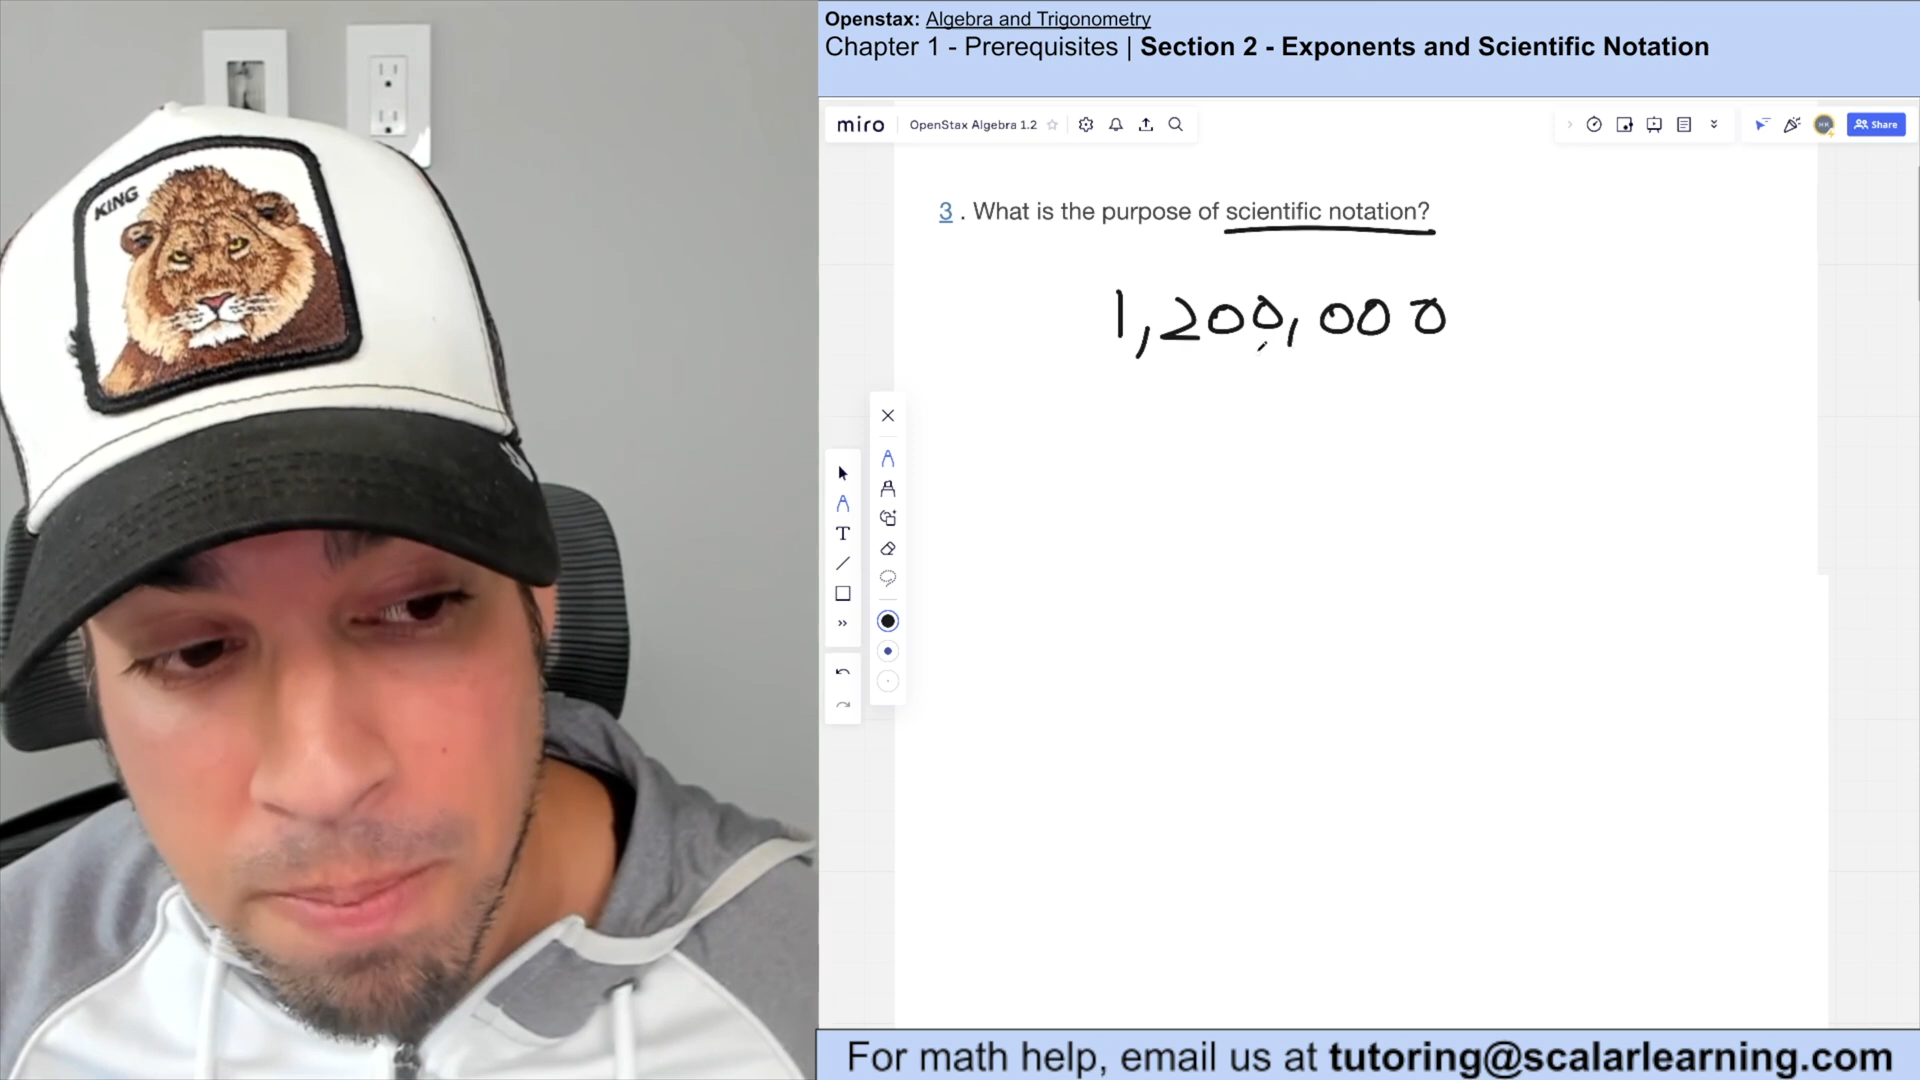 Openstax: Algebra and Trigonometry
Chapter 1 - Prerequisites | Section 2 - Exponents and Scientific Notation
miro
OpenStax Algebra 1.2
Share
3 . What is the purpose of scientific notation?
1,200,000
KING
T
For math help, email us at tutoring@scalarlearning.com